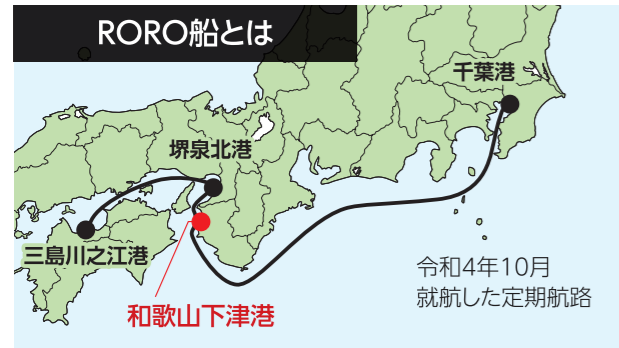 RORO船とは
千葉港
堺泉北港
三島川之江港
和歌山下津港
令和4年10月
就航した定期航路